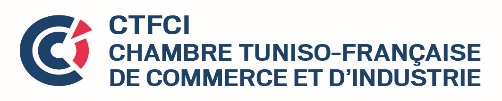 CTFCI
CHAMBRE TUNISO-FRANÇAISE
DE COMMERCE ET D'INDUSTRIE